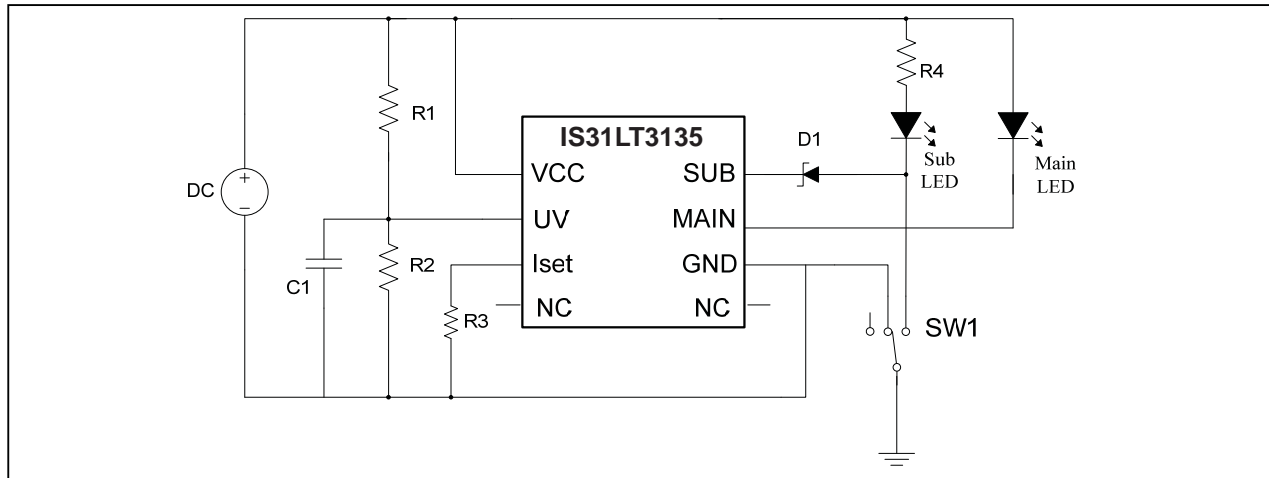 R4
R1
IS31LT3135
D1
VCC
SUB
Sub
LED
Main
LED
DC
+
−
UV
MAIN
R2
Iset
GND
C1
R3
NC
NC
SW1